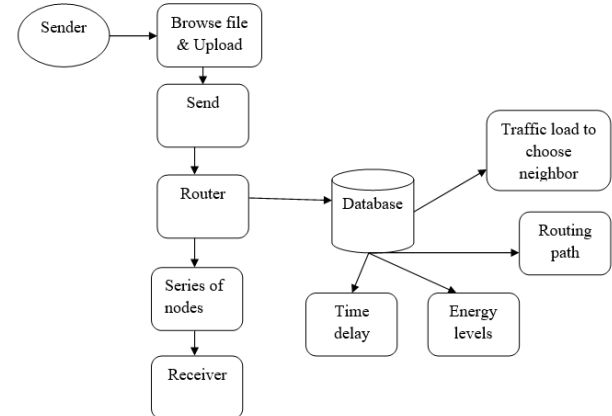 Sender
Browse file
& Upload
Send
Router
Series of
nodes
Receiver
Database
Traffic load to
choose
neighbor
Routing
path
Time
delay
Energy
levels